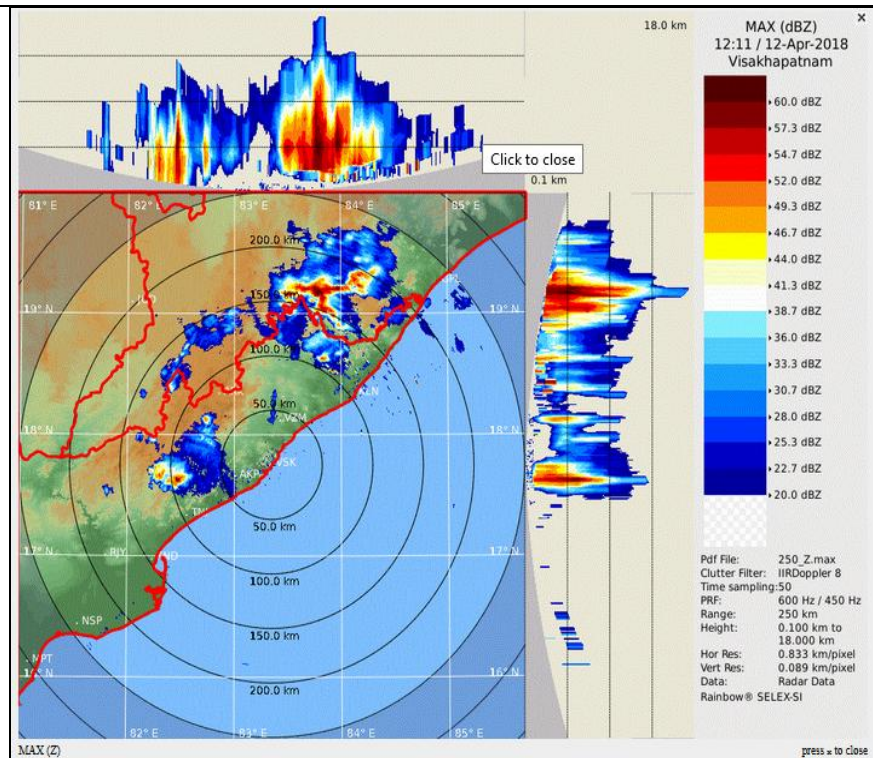 18.0 km
×
MAX (dBZ)
12:11 / 12-Apr-2018
Visakhapatnam
Click to close
0.1 km
60.0 dBZ
57.3 dBZ
54.7 dBZ
52.0 dBZ
49.3 dBZ
46.7 dBZ
44.0 dBZ
41.3 dBZ
38.7 dBZ
36.0 dBZ
33.3 dBZ
30.7 dBZ
28.0 dBZ
25.3 dBZ
22.7 dBZ
20.0 dBZ
81° E 82° E 83° E 84° E 85° E
200.0 km
150.0 km
19° N
100.0 km
50.0 km
VZM
18° N
VSK
50.0 km
RJY
17° N
100.0 km
NSP
150.0 km
16° N
200.0 km
82° E 83° E 84° E 85° E
Pdf File: 250_Z.max
Clutter Filter: IIRDoppler 8
Time sampling:50
PRF: 600 Hz / 450 Hz
Range: 250 km
Height: 0.100 km to
18.000 km
Hor Res: 0.833 km/pixel
Vert Res: 0.089 km/pixel
Data: Radar Data
Rainbow® SELEX-SI
MAX (Z)
press × to close